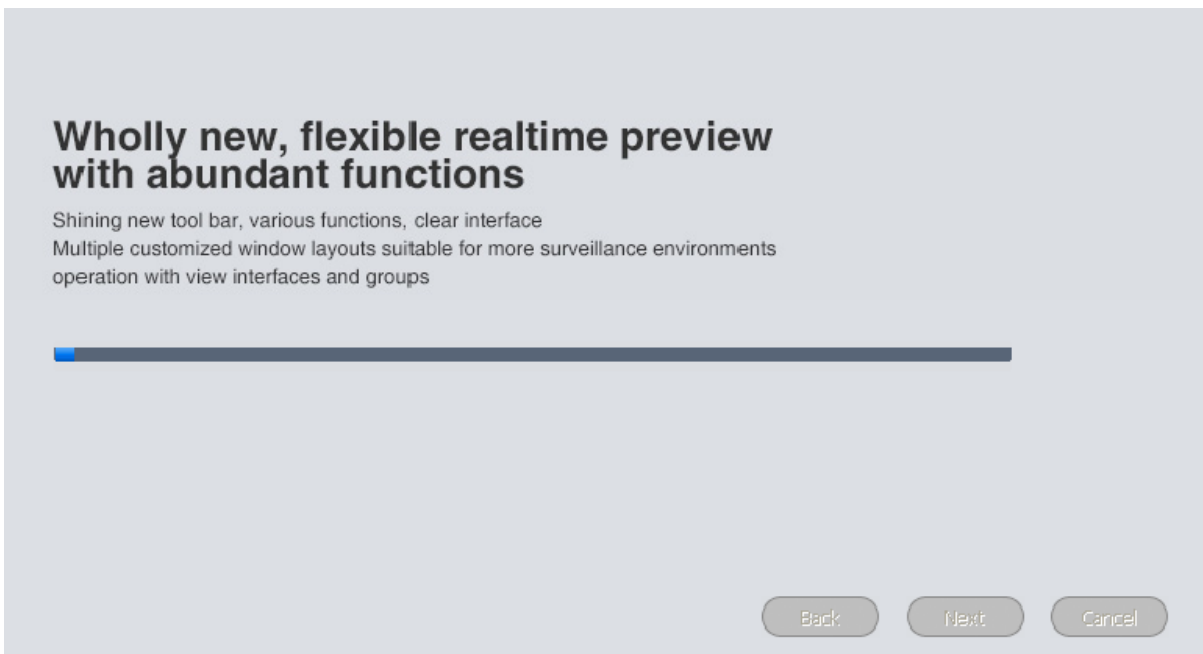 Wholly new, flexible realtime preview
with abundant functions
Shining new tool bar, various functions, clear interface
Multiple customized window layouts suitable for more surveillance environments
operation with view interfaces and groups
Back
Next
Cancel